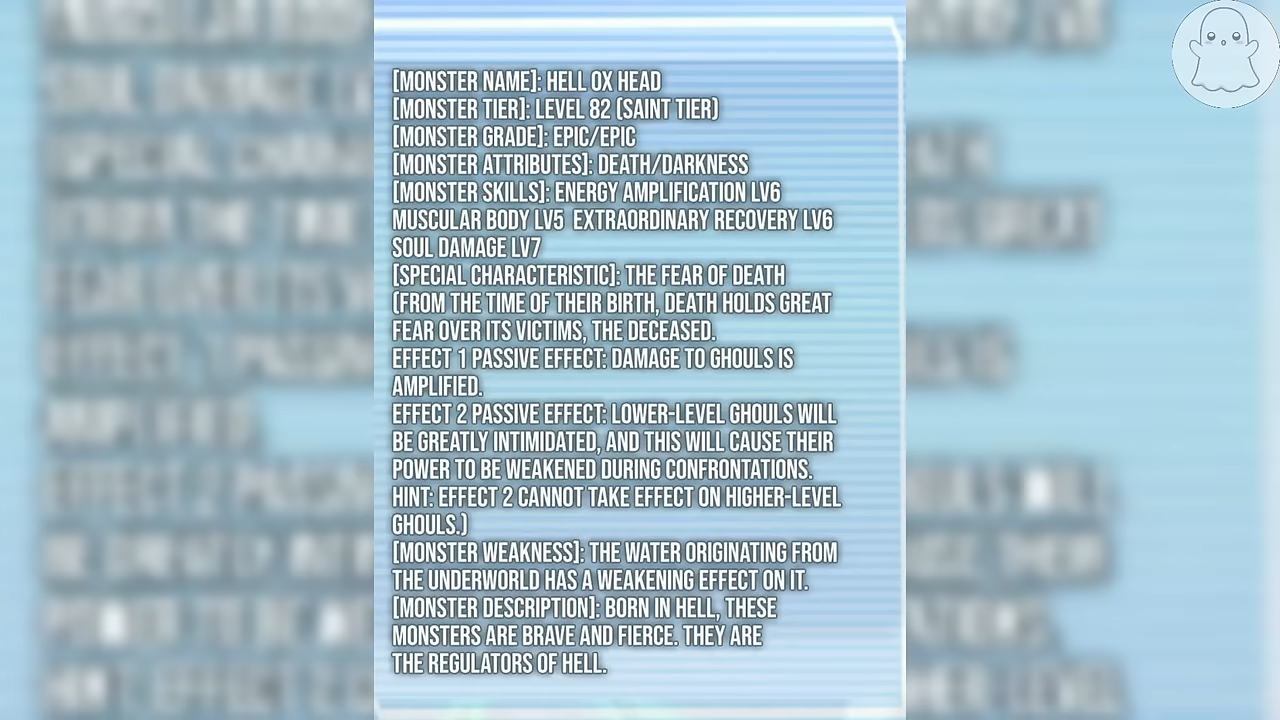 [MONSTER NAME]: HELL OX HEAD
[MONSTER TIER]: LEVEL 82 (SAINT TIER)
[MONSTER GRADE]: EPIC/EPIC
[MONSTER ATTRIBUTES]: DEATH/DARKNESS
[MONSTER SKILLS]: ENERGY AMPLIFICATION LV6
MUSCULAR BODY LV5 EXTRAORDINARY RECOVERY LV6
SOUL DAMAGE LV7
[SPECIAL CHARACTERISTIC]: THE FEAR OF DEATH
(FROM THE TIME OF THEIR BIRTH, DEATH HOLDS GREAT
FEAR OVER ITS VICTIMS, THE DECEASED.
EFFECT 1 PASSIVE EFFECT: DAMAGE TO GHOULS IS
AMPLIFIED.
EFFECT 2 PASSIVE EFFECT: LOWER-LEVEL GHOULS WILL
BE GREATLY INTIMIDATED, AND THIS WILL CAUSE THEIR
POWER TO BE WEAKENED DURING CONFRONTATIONS.
HINT: EFFECT 2 CANNOT TAKE EFFECT ON HIGHER-LEVEL
GHOULS.)
[MONSTER WEAKNESS]: THE WATER ORIGINATING FROM
THE UNDERWORLD HAS A WEAKENING EFFECT ON IT.
[MONSTER DESCRIPTION]: BORN IN HELL, THESE
MONSTERS ARE BRAVE AND FIERCE. THEY ARE
THE REGULATORS OF HELL.